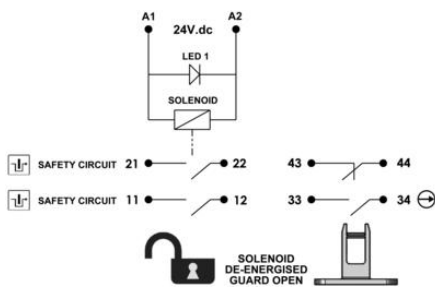 A1 A2
24V.dc
LED 1
SOLENOID
SAFETY CIRCUIT 21 22 43 44
SAFETY CIRCUIT 11 12 33 34
SOLENOID
DE-ENERGISED
GUARD OPEN